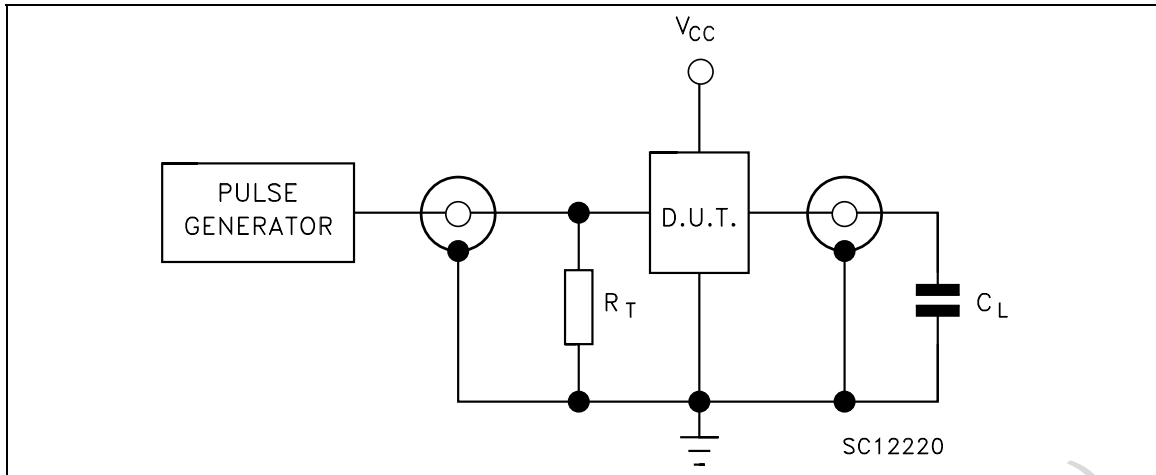 VCC
PULSE
GENERATOR
D.U.T.
RT
CL
SC12220